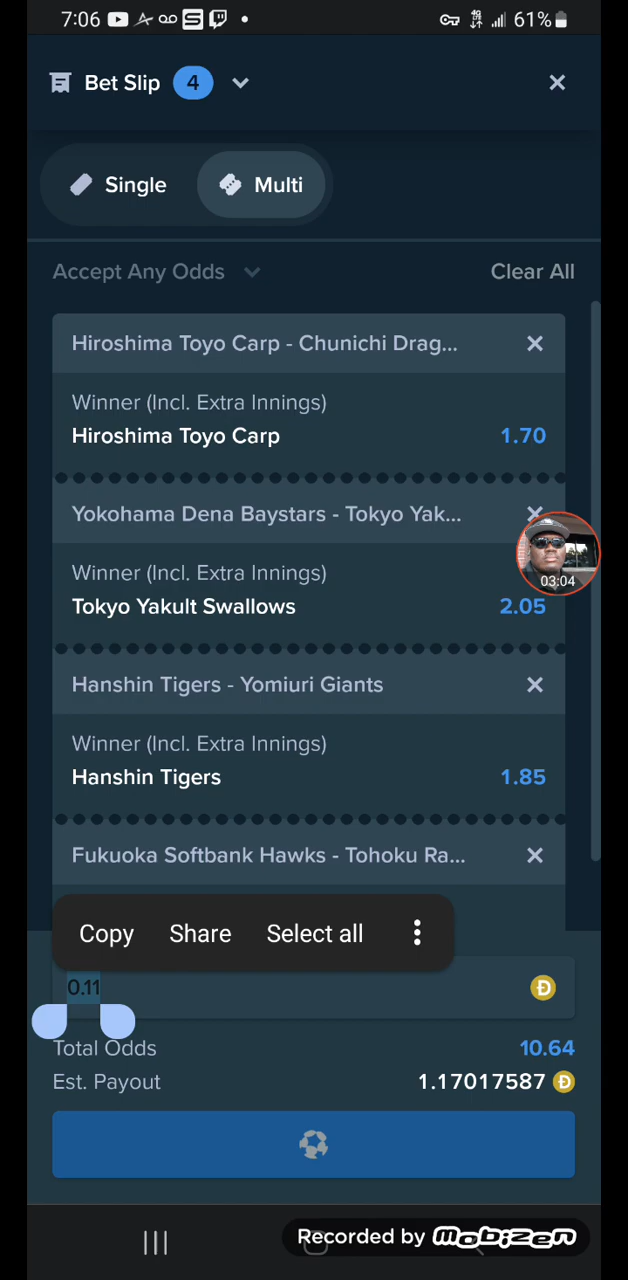 7:06
4G
61%
Bet Slip 4
Single Multi
Accept Any Odds Clear All
Hiroshima Toyo Carp - Chunichi Drag...
Winner (Incl. Extra Innings)
Hiroshima Toyo Carp 1.70
Yokohama Dena Baystars - Tokyo Yak...
03:04
Winner (Incl. Extra Innings)
Tokyo Yakult Swallows 2.05
Hanshin Tigers - Yomiuri Giants
Winner (Incl. Extra Innings)
Hanshin Tigers 1.85
Fukuoka Softbank Hawks - Tohoku Ra...
Copy Share Select all
0.11
Total Odds 10.64
Est. Payout 1.17017587
Recorded by mobizen